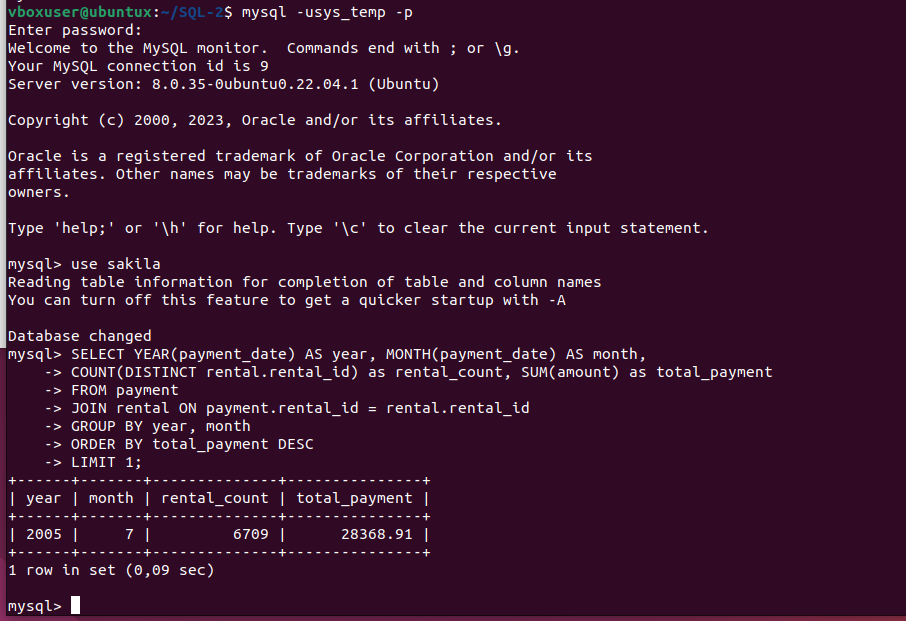 vboxuser@ubuntux:~/SQL-2$ mysql -usys_temp -p
Enter password:
Welcome to the MySQL monitor.  Commands end with ; or \g.
Your MySQL connection id is 9
Server version: 8.0.35-0ubuntu0.22.04.1 (Ubuntu)

Copyright (c) 2000, 2023, Oracle and/or its affiliates.

Oracle is a registered trademark of Oracle Corporation and/or its
affiliates. Other names may be trademarks of their respective
owners.

Type 'help;' or '\h' for help. Type '\c' to clear the current input statement.

mysql> use sakila
Reading table information for completion of table and column names
You can turn off this feature to get a quicker startup with -A

Database changed
mysql> SELECT YEAR(payment_date) AS year, MONTH(payment_date) AS month,
    -> COUNT(DISTINCT rental.rental_id) as rental_count, SUM(amount) as total_payment
    -> FROM payment
    -> JOIN rental ON payment.rental_id = rental.rental_id
    -> GROUP BY year, month
    -> ORDER BY total_payment DESC
    -> LIMIT 1;
+------+-------+--------------+---------------+
| year | month | rental_count | total_payment |
+------+-------+--------------+---------------+
| 2005 |     7 |         6709 |      28368.91 |
+------+-------+--------------+---------------+
1 row in set (0,09 sec)

mysql>